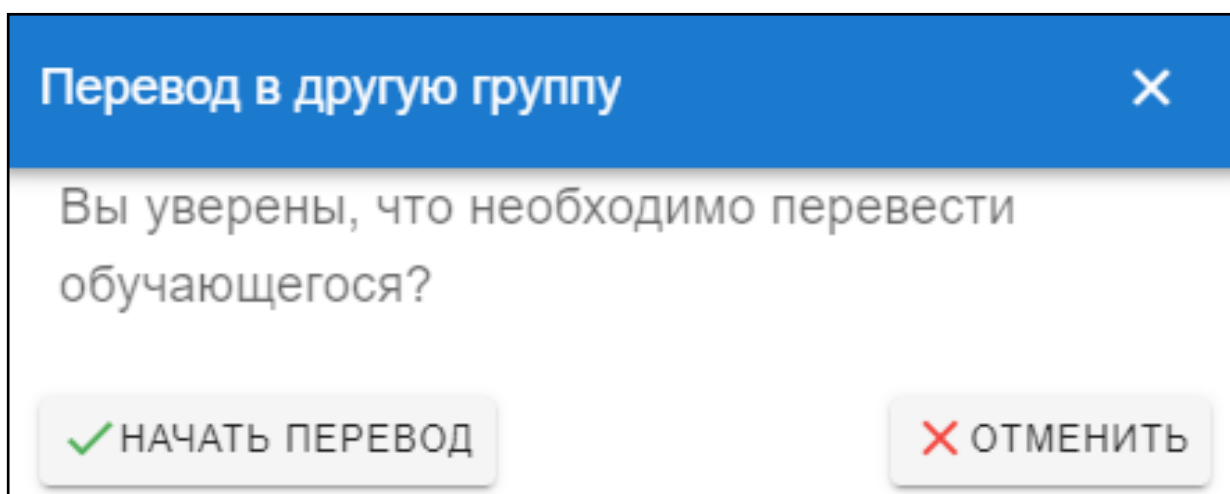 Перевод в другую группу
Вы уверены, что необходимо перевести
обучающегося?
НАЧАТЬ ПЕРЕВОД
ОТМЕНИТЬ